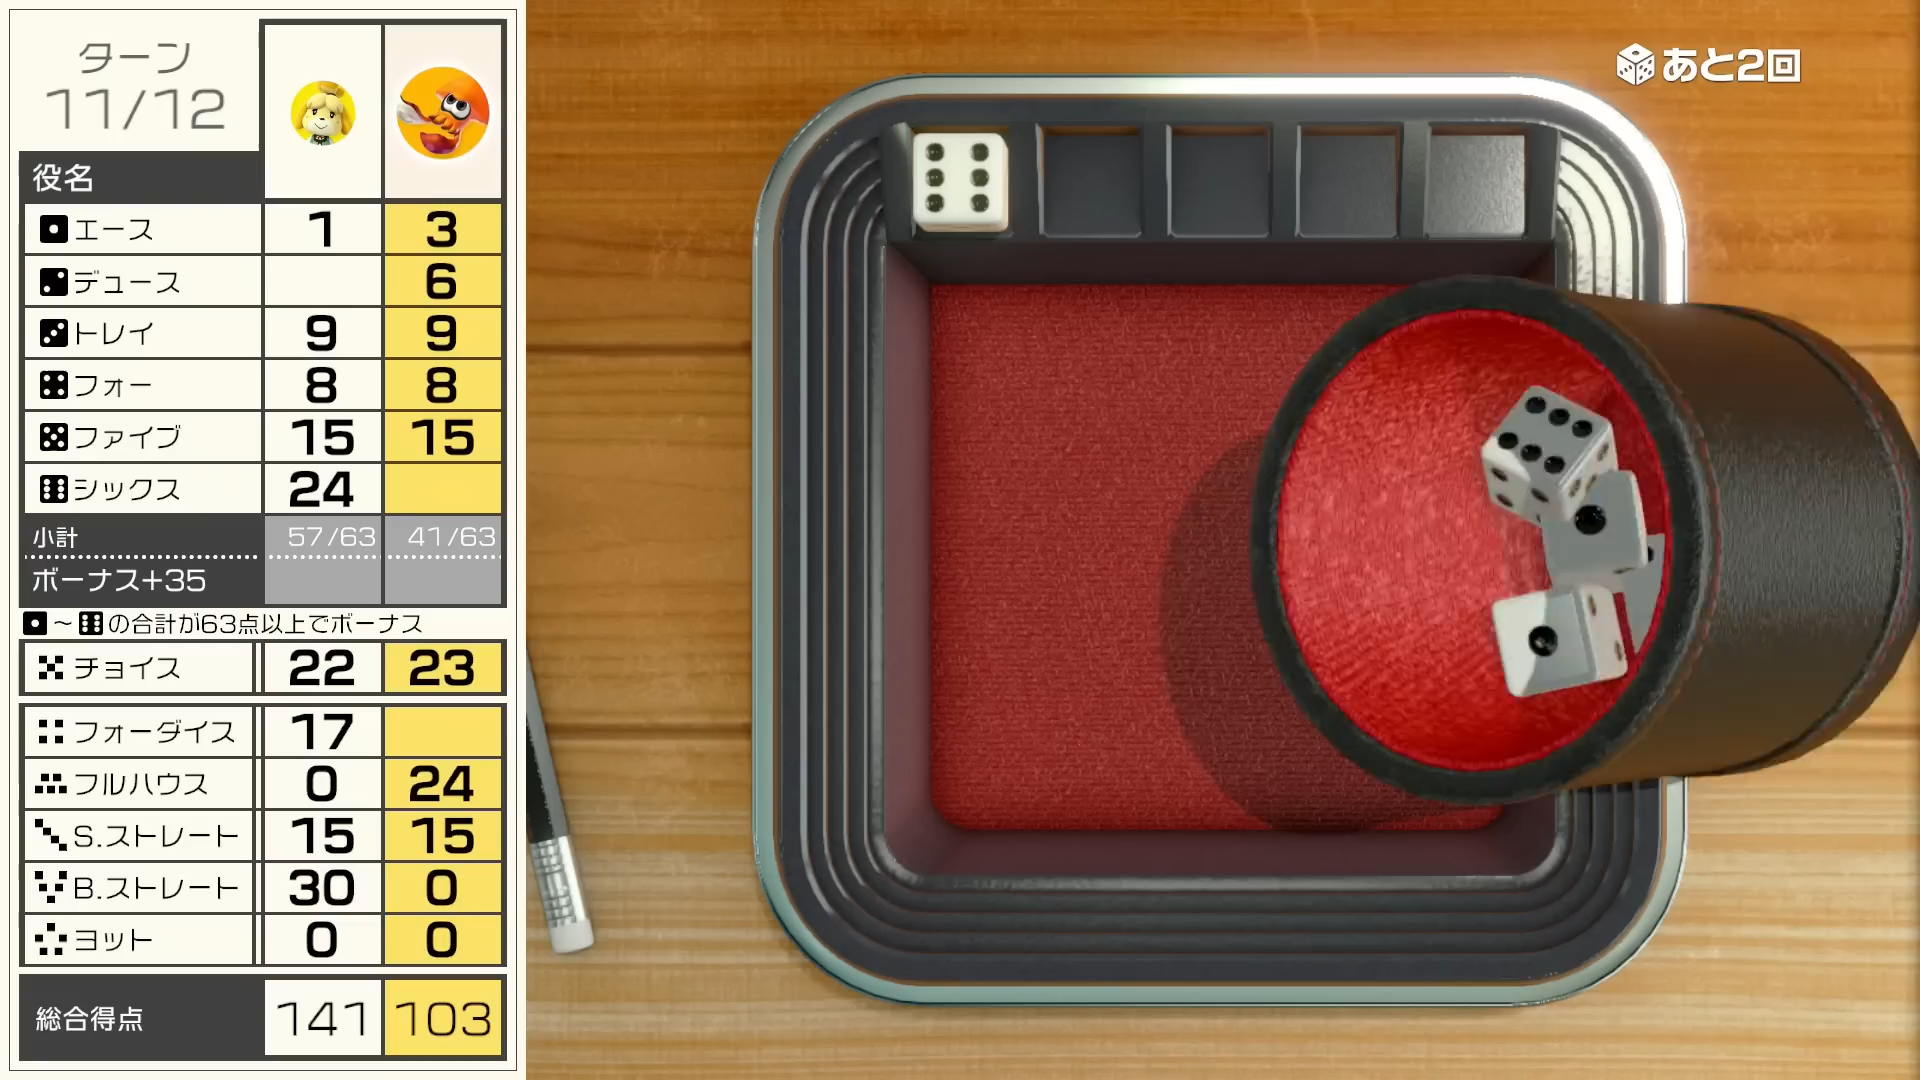 ターン
11/12
役名
エース 1 3
デュース 6
トレイ 9 9
フォー 8 8
ファイブ 15 15
シックス 24
小計 57/63 41/63
ボーナス+35
～ の合計が63点以上でボーナス
チョイス 22 23
フォーダイス 17
フルハウス 0 24
S.ストレート 15 15
B.ストレート 30 0
ヨット 0 0
総合得点 141 103
あと2回